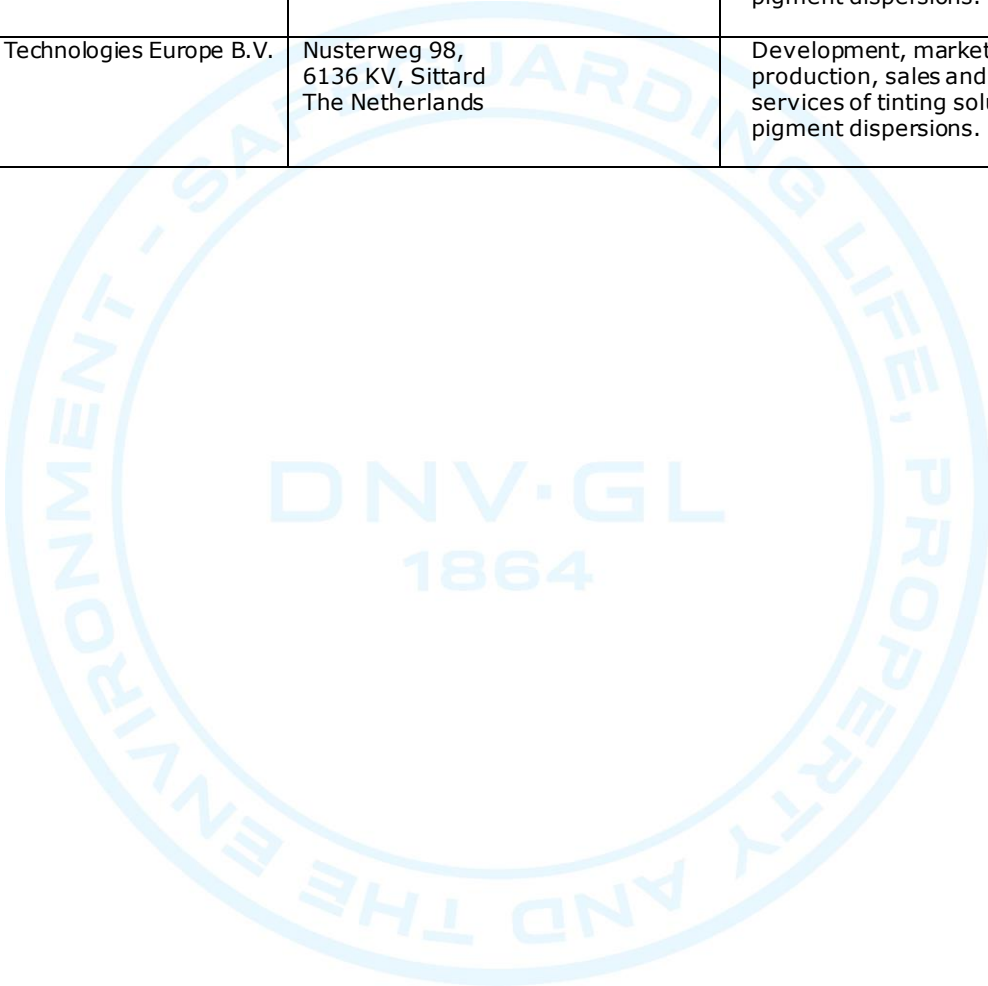 pigment dispersions.
Technologies Europe B.V.
Nusterweg 98,
6136 KV, Sittard
The Netherlands
Development, market
production, sales and
services of tinting solu
pigment dispersions.
SAFEGUARDING LIFE, PROPERTY AND THE ENVIRONMENT -
DNV·GL
1864